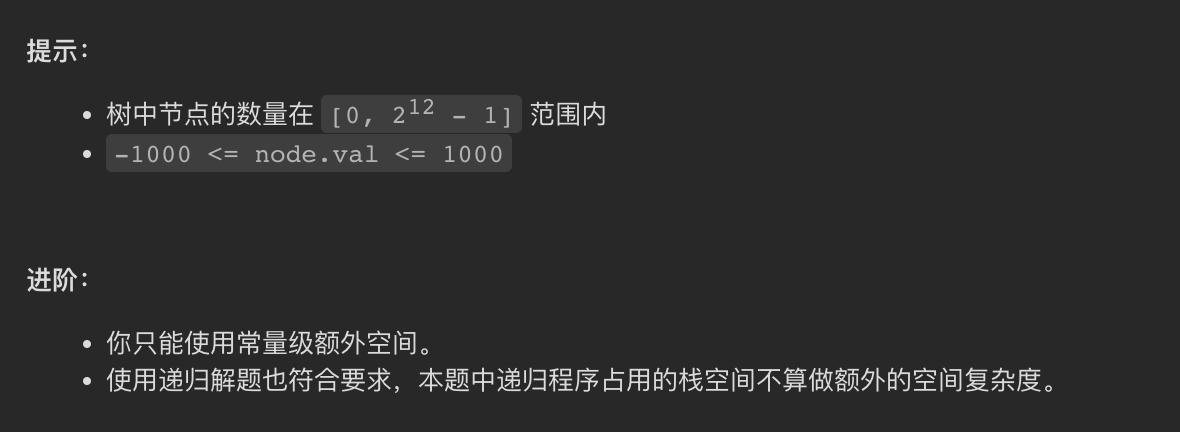 提示：
树中节点的数量在 [0, 2¹² - 1] 范围内
-1000 <= node.val <= 1000
进阶：
你只能使用常量级额外空间。
使用递归解题也符合要求，本题中递归程序占用的栈空间不算做额外的空间复杂度。